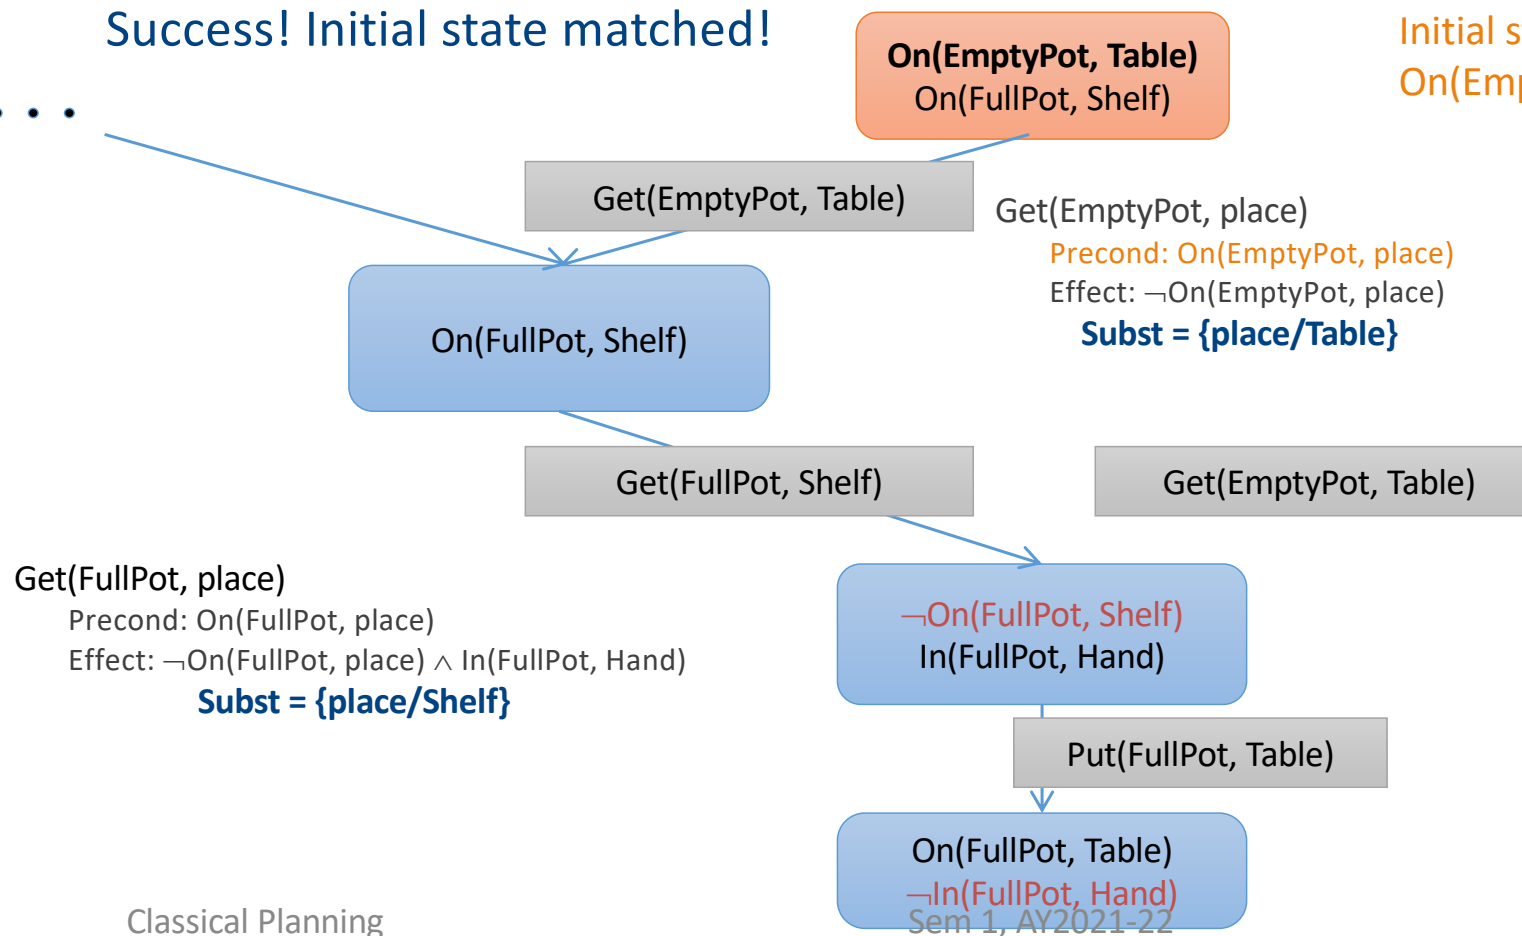 Success! Initial state matched!
On(EmptyPot, Table)
On(FullPot, Shelf)
Initial
Get(EmptyPot, Table)
Get(EmptyPot, place)
Precond: On(EmptyPot, place)
Effect: ¬On(EmptyPot, place)
Subst = {place/Table}
On(FullPot, Shelf)
Get(FullPot, Shelf)
Get(EmptyPot, Table)
Get(FullPot, place)
Precond: On(FullPot, place)
Effect: ¬On(FullPot, place) ∧ In(FullPot, Hand)
Subst = {place/Shelf}
¬On(FullPot, Shelf)
In(FullPot, Hand)
Put(FullPot, Table)
On(FullPot, Table)
¬In(FullPot, Hand)
Classical Planning
Sem 1, AY2021-22